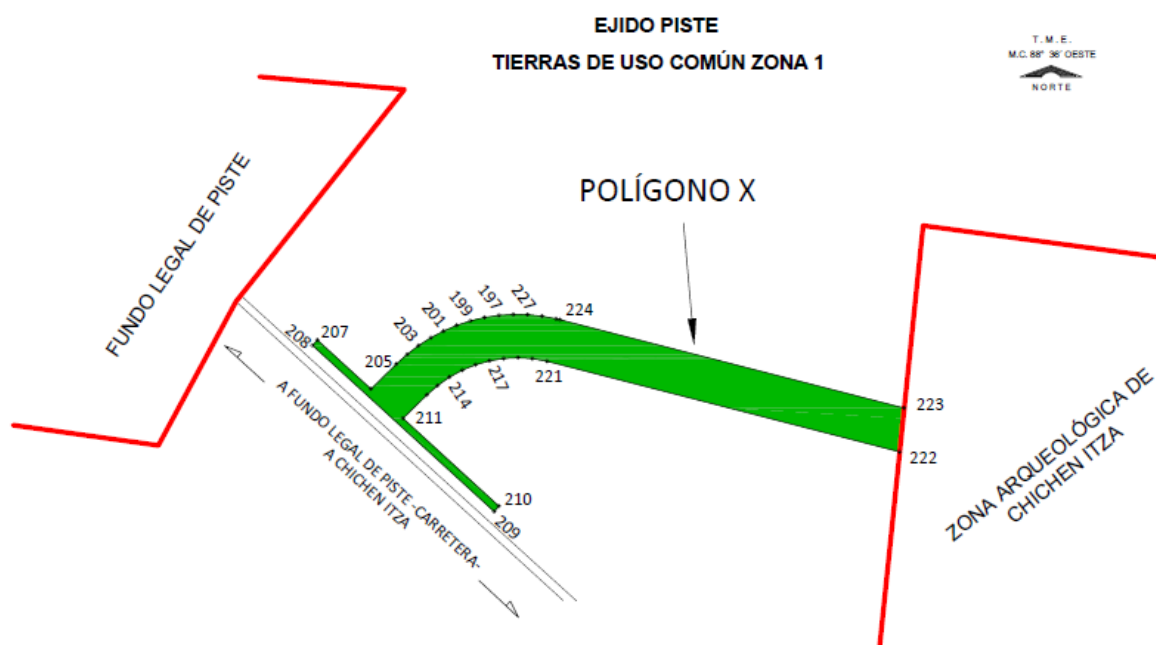 EJIDO PISTE
TIERRAS DE USO COMÚN ZONA 1
T. M. E.
M.C. 88° 36' OESTE
NORTE
FUNDO LEGAL DE PISTE
POLÍGONO X
207
208
205
203
201
199
197
227
224
211
214
217
221
223
222
210
209
A FUNDO LEGAL DE PISTE -CARRETERA-
A CHICHEN ITZA
ZONA ARQUEOLÓGICA DE
CHICHEN ITZA